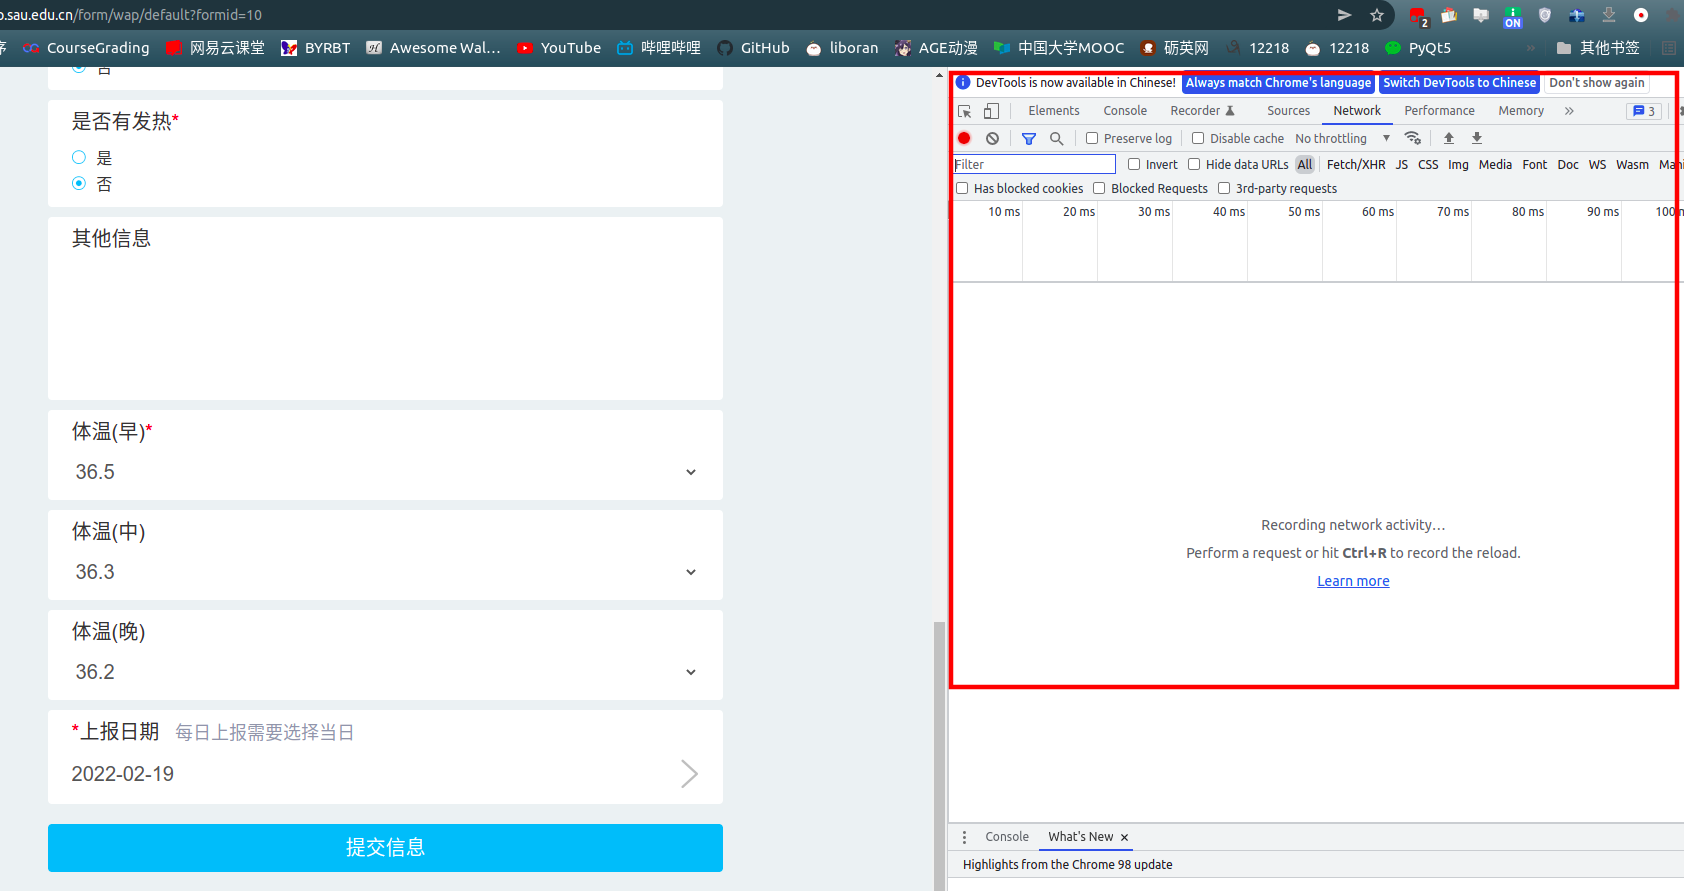 o.sau.edu.cn/form/wap/default?formid=10
2
ON
CourseGrading 网易云课堂 BYRBT Awesome Wal... YouTube 哔哩哔哩 GitHub liboran AGE动漫 中国大学MOOC 砺英网 12218 12218 PyQt5 » 其他书签
否
是否有发热*
是
否
其他信息
体温(早)*
36.5
体温(中)
36.3
体温(晚)
36.2
*上报日期 每日上报需要选择当日
2022-02-19
提交信息
DevTools is now available in Chinese! Always match Chrome's language Switch DevTools to Chinese Don't show again
Elements Console Recorder Sources Network Performance Memory » 3
Preserve log Disable cache No throttling
Filter Invert Hide data URLs All Fetch/XHR JS CSS Img Media Font Doc WS Wasm Mani
Has blocked cookies Blocked Requests 3rd-party requests
10 ms 20 ms 30 ms 40 ms 50 ms 60 ms 70 ms 80 ms 90 ms 100 m
Recording network activity...
Perform a request or hit Ctrl+R to record the reload.
Learn more
Console What's New ×
Highlights from the Chrome 98 update